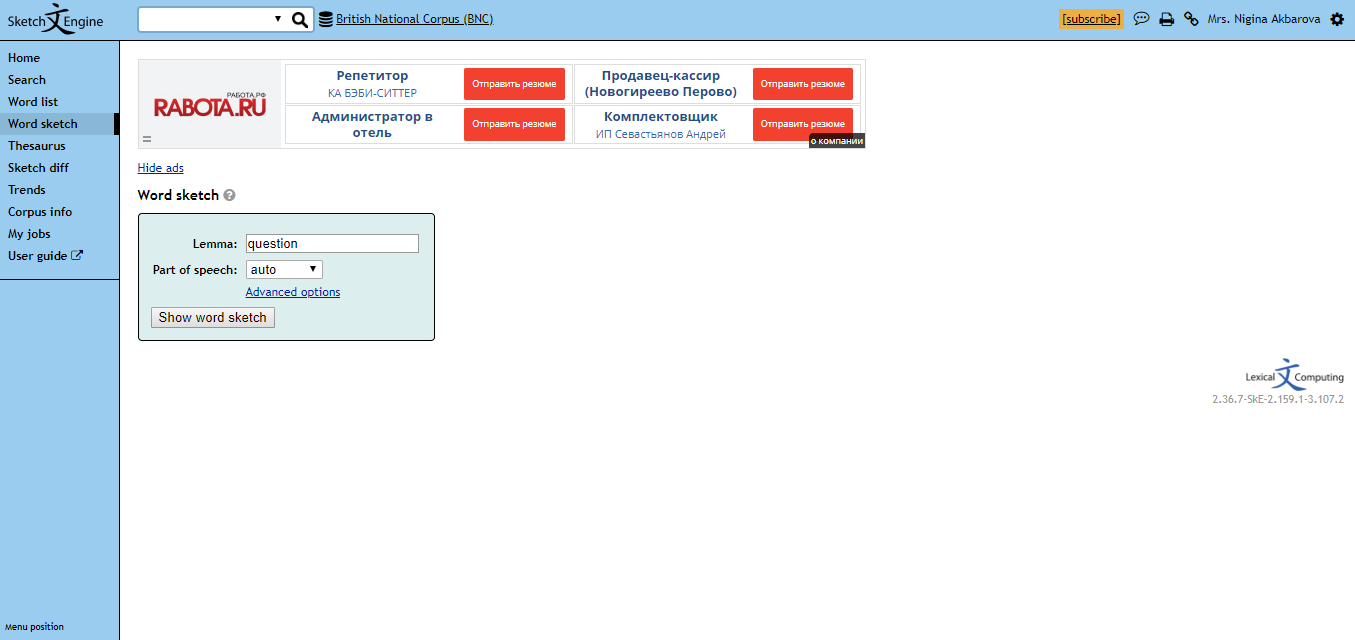 Sketch Engine
British National Corpus (BNC)
[subscribe]
Mrs. Nigina Akbarova
Home
Search
Word list
Word sketch
Thesaurus
Sketch diff
Trends
Corpus info
My jobs
User guide
Menu position
РАБОТА.РФ
RABOTA.RU
Репетитор
КА БЭБИ-СИТТЕР
Отправить резюме
Продавец-кассир
(Новогиреево Перово)
Отправить резюме
Администратор в
отель
Отправить резюме
Комплектовщик
ИП Севастьянов Андрей
Отправить резюме
о компании
Hide ads
Word sketch
Lemma: question
Part of speech: auto
Advanced options
Show word sketch
Lexical Computing
2.36.7-SkE-2.159.1-3.107.2